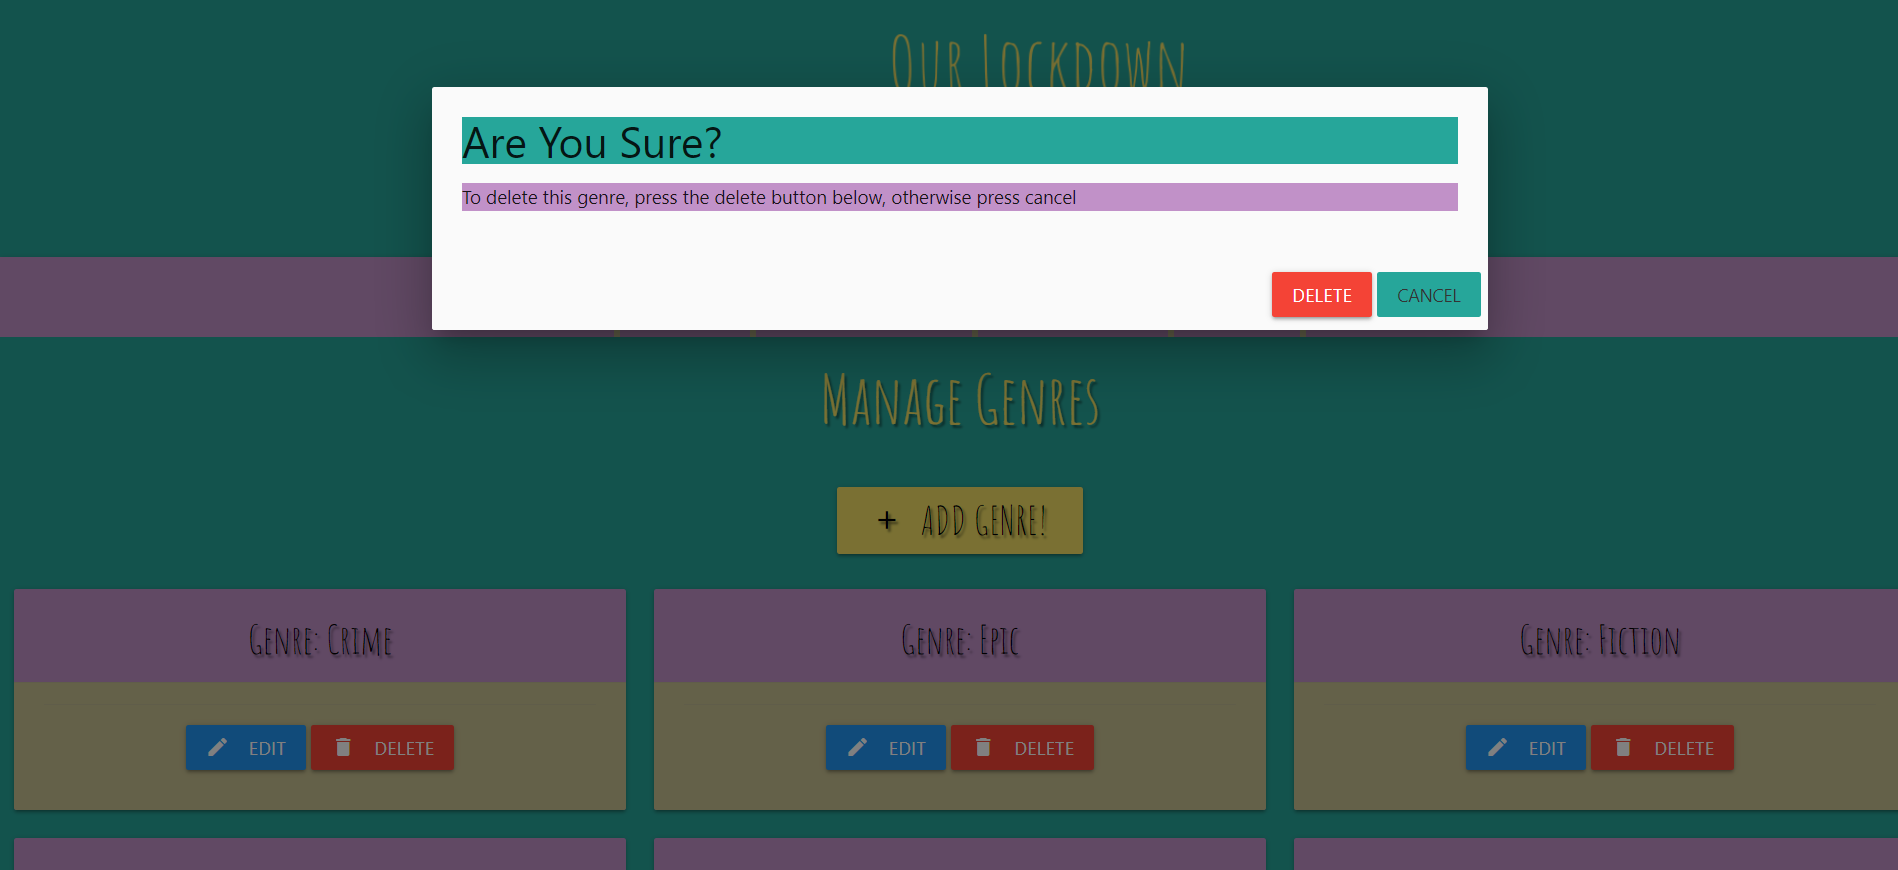 Our Lockdown
Are You Sure?
To delete this genre, press the delete button below, otherwise press cancel
DELETE CANCEL
Manage Genres
+ ADD GENRE!
Genre: Crime
EDIT DELETE
Genre: Epic
EDIT DELETE
Genre: Fiction
EDIT DELETE